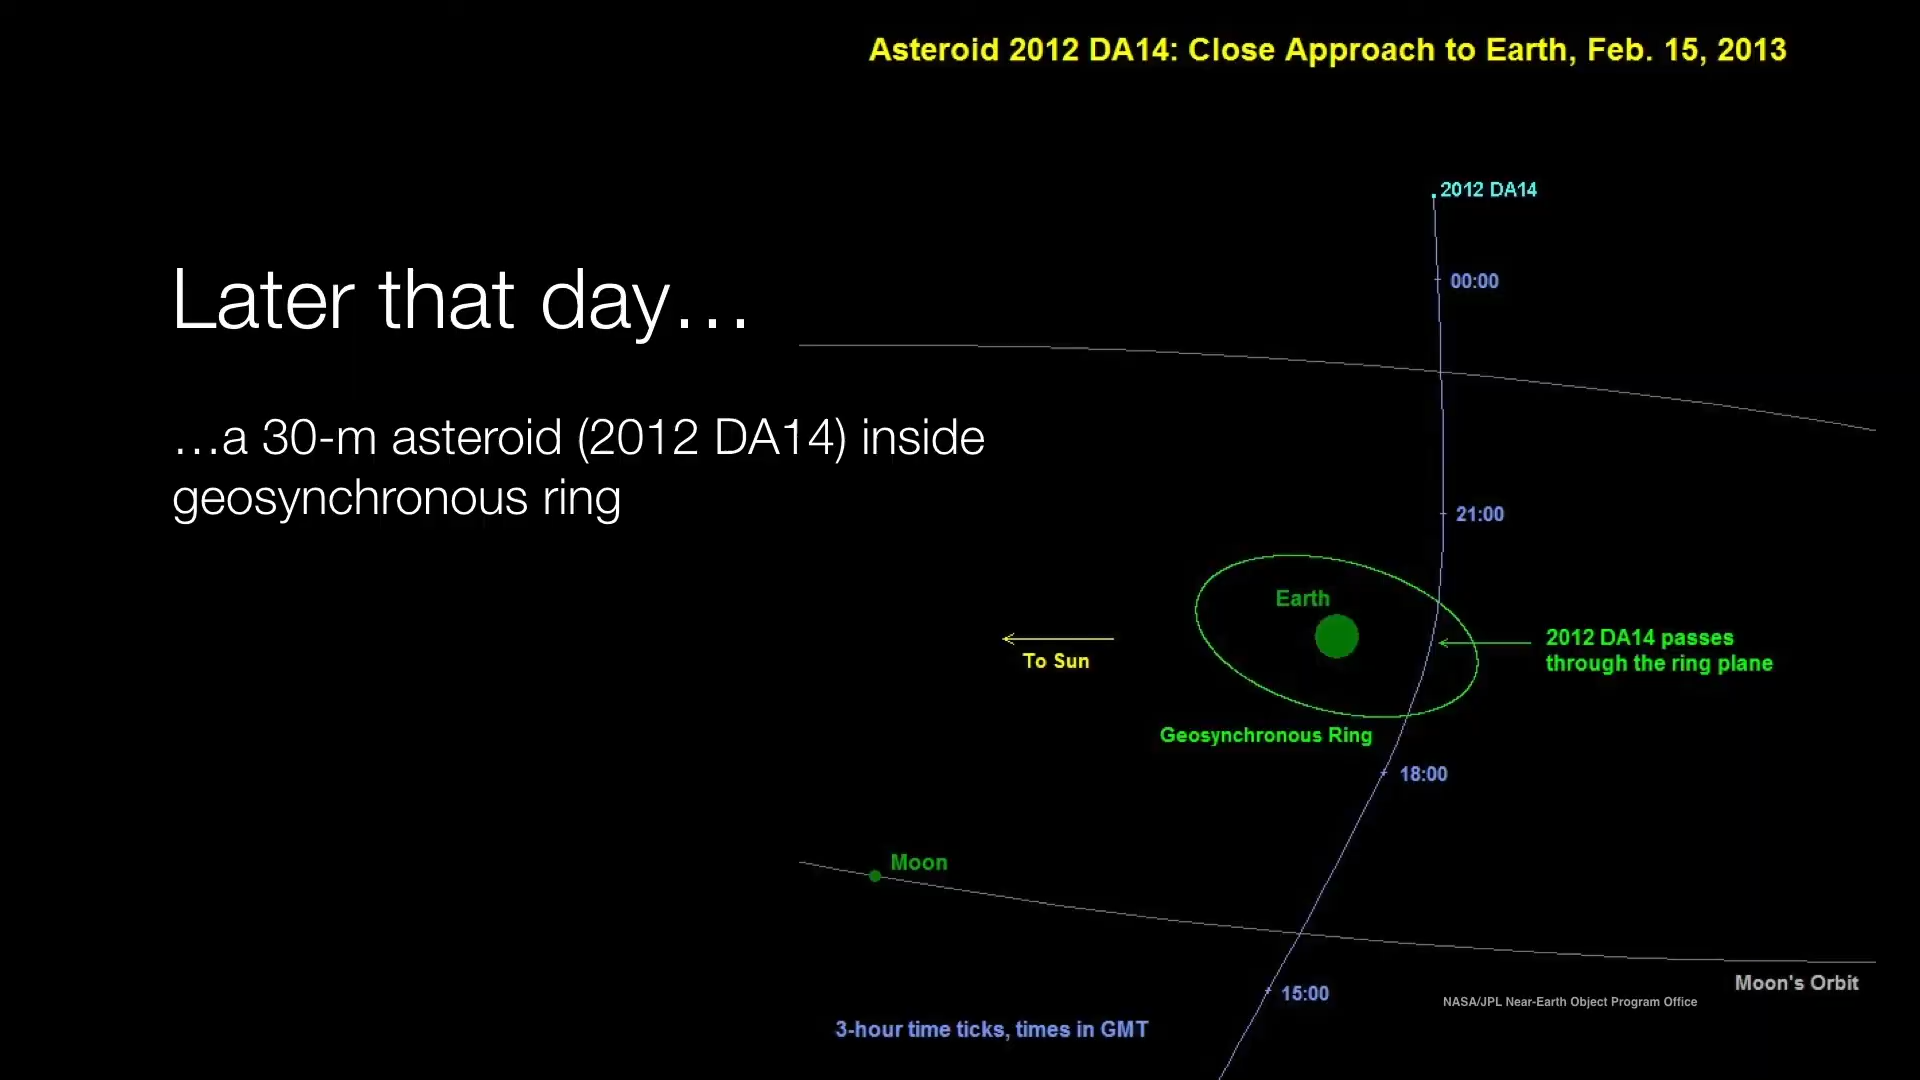 Asteroid 2012 DA14: Close Approach to Earth, Feb. 15, 2013
Later that day…
…a 30-m asteroid (2012 DA14) inside
geosynchronous ring
2012 DA14
00:00
21:00
Earth
To Sun
2012 DA14 passes
through the ring plane
Geosynchronous Ring
18:00
Moon
15:00
Moon's Orbit
NASA/JPL Near-Earth Object Program Office
3-hour time ticks, times in GMT